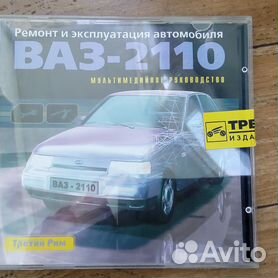 Ремонт и эксплуатация автомобиля
ВАЗ-2110
МУЛЬТИМЕДИЙНОЕ РУКОВОДСТВО
ТРЕ
ИЗДА
ВАЗ-2110
Третий Рим
Avito